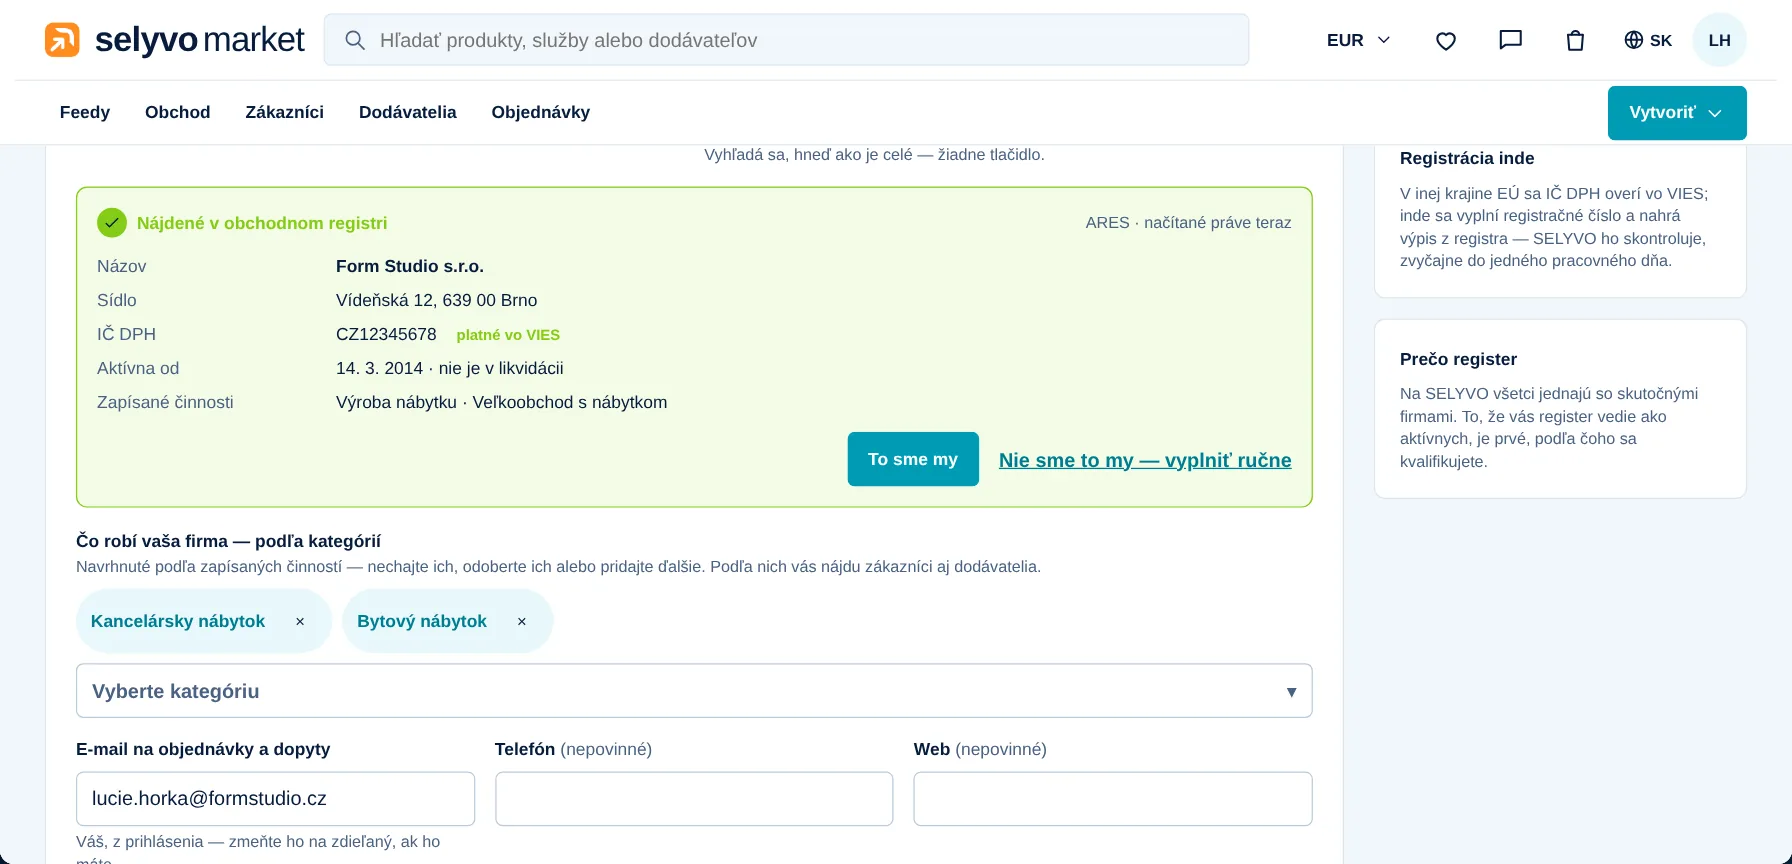 selyvo market
Hľadať produkty, služby alebo dodávateľov
EUR
SK
LH
Feedy
Obchod
Zákazníci
Dodávatelia
Objednávky
Vytvoriť
Vyhľadá sa, hneď ako je celé — žiadne tlačidlo.
Nájdené v obchodnom registri
ARES · načítané práve teraz
Názov
Form Studio s.r.o.
Sídlo
Vídeňská 12, 639 00 Brno
IČ DPH
CZ12345678 platné vo VIES
Aktívna od
14. 3. 2014 · nie je v likvidácii
Zapísané činnosti
Výroba nábytku · Veľkoobchod s nábytkom
To sme my
Nie sme to my — vyplniť ručne
Čo robí vaša firma — podľa kategórií
Navrhnuté podľa zapísaných činností — nechajte ich, odoberte ich alebo pridajte ďalšie. Podľa nich vás nájdu zákazníci aj dodávatelia.
Kancelársky nábytok ×
Bytový nábytok ×
Vyberte kategóriu
E-mail na objednávky a dopyty
lucie.horka@formstudio.cz
Váš, z prihlásenia — zmeňte ho na zdieľaný, ak ho
máte.
Telefón (nepovinné)
Web (nepovinné)
Registrácia inde
V inej krajine EÚ sa IČ DPH overí vo VIES;
inde sa vyplní registračné číslo a nahrá
výpis z registra — SELYVO ho skontroluje,
zvyčajne do jedného pracovného dňa.
Prečo register
Na SELYVO všetci jednajú so skutočnými
firmami. To, že vás register vedie ako
aktívnych, je prvé, podľa čoho sa
kvalifikujete.